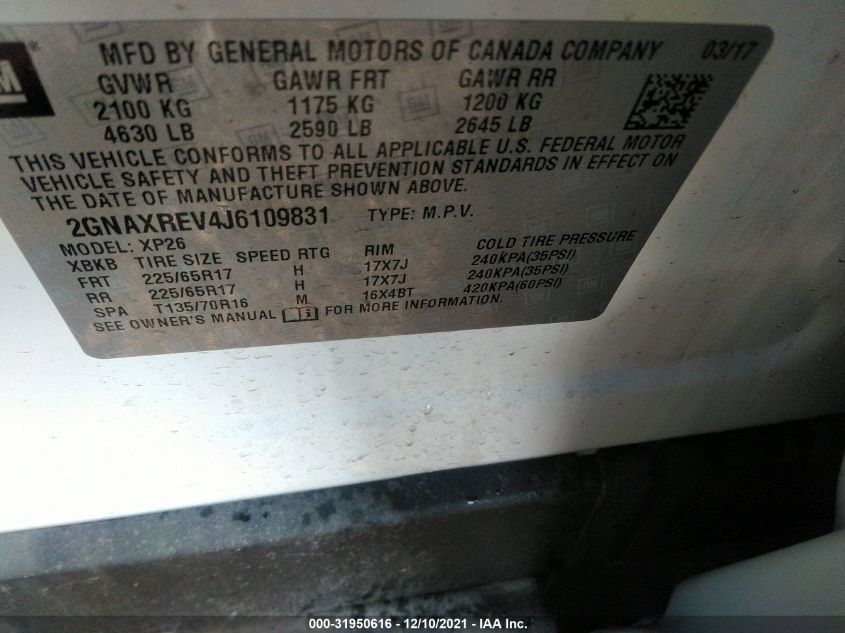 GM
MFD BY GENERAL MOTORS OF CANADA COMPANY 03/17
GVWR GAWR FRT GAWR RR
2100 KG 1175 KG 1200 KG
4630 LB 2590 LB 2645 LB
THIS VEHICLE CONFORMS TO ALL APPLICABLE U.S. FEDERAL MOTOR
VEHICLE SAFETY AND THEFT PREVENTION STANDARDS IN EFFECT ON
THE DATE OF MANUFACTURE SHOWN ABOVE.
2GNAXREV4J6109831 TYPE: M.P.V.
MODEL: XP26
XBKB TIRE SIZE SPEED RTG RIM COLD TIRE PRESSURE
FRT 225/65R17 H 17X7J 240KPA(35PSI)
RR 225/65R17 H 17X7J 240KPA(35PSI)
SPA T135/70R16 M 16X4BT 420KPA(60PSI)
SEE OWNER'S MANUAL FOR MORE INFORMATION.
000-31950616 - 12/10/2021 - IAA Inc.